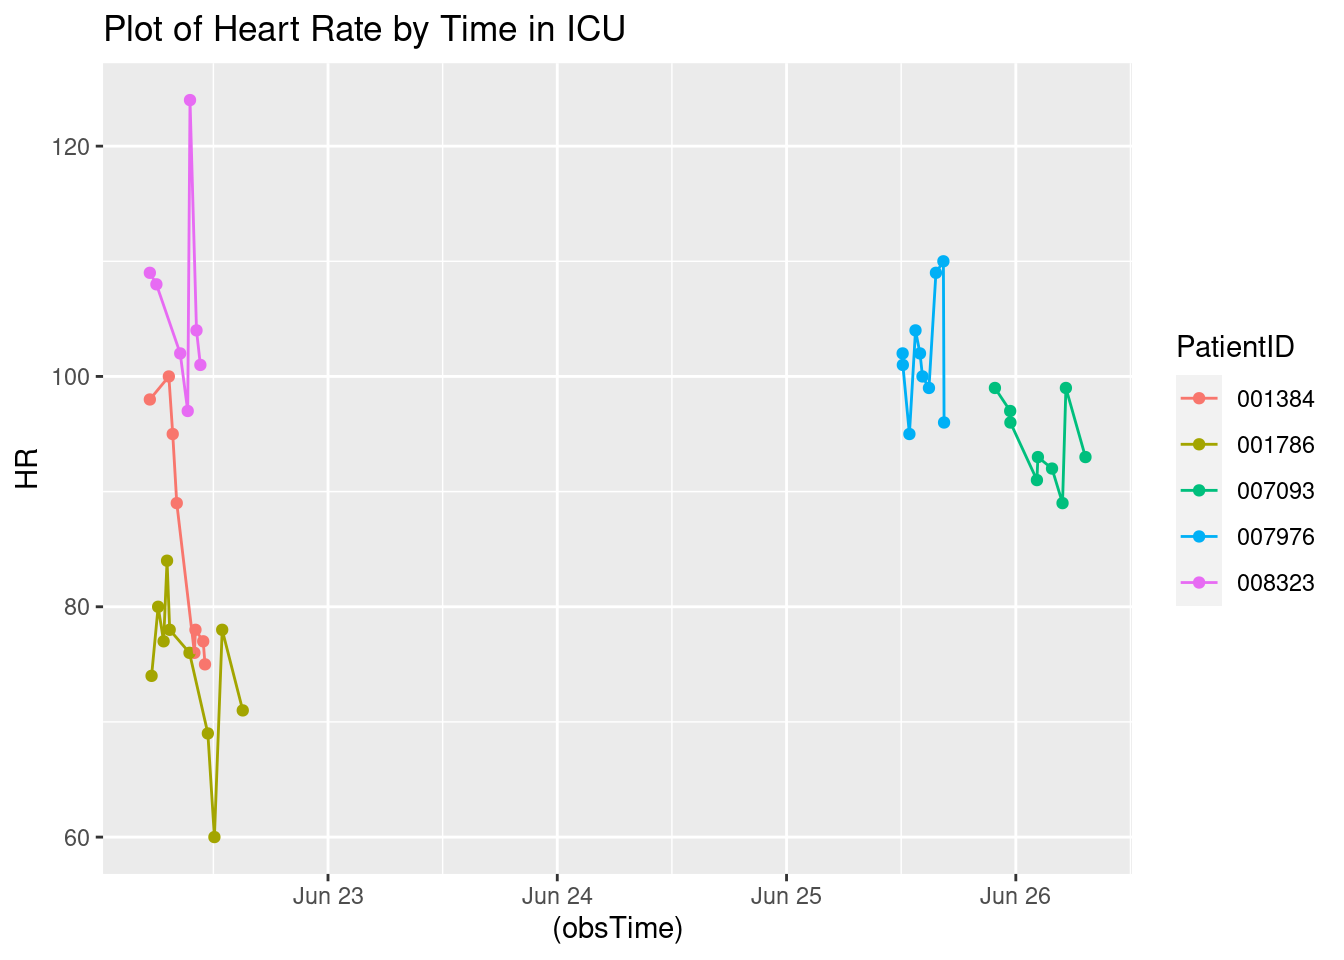 Plot of Heart Rate by Time in ICU
120
100
80
60
HR
Jun 23 Jun 24 Jun 25 Jun 26
(obsTime)
PatientID
001384
001786
007093
007976
008323